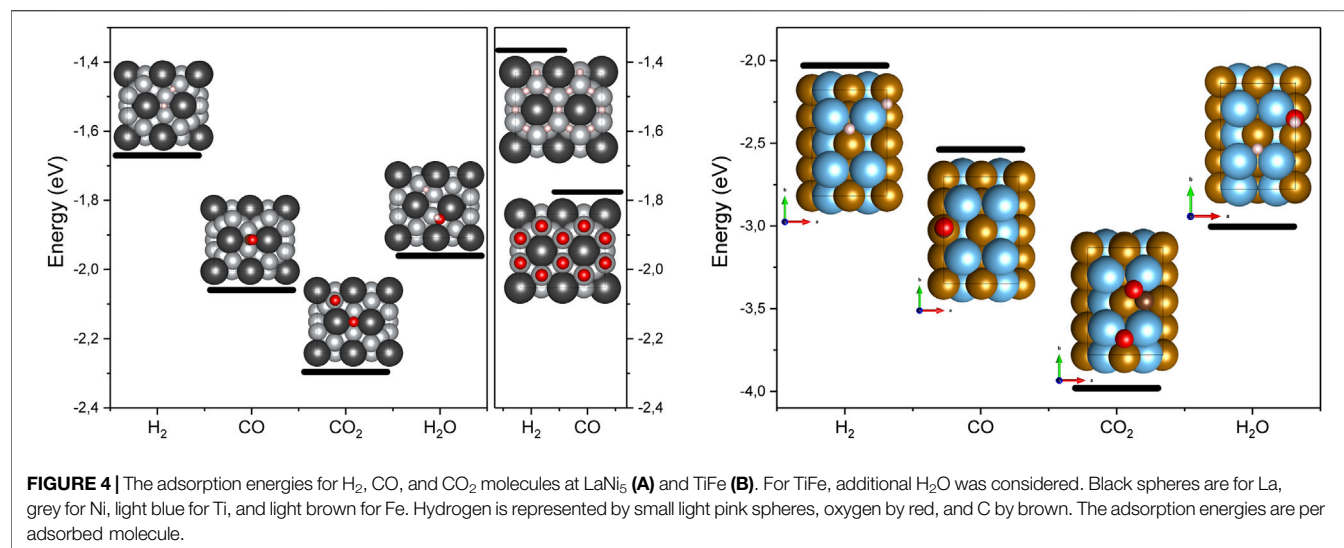 -1,4
-1,6
-1,8
-2,0
-2,2
-2,4
Energy (eV)
H₂
CO
CO₂
H₂O
-1,4
-1,6
-1,8
-2,0
-2,2
-2,4
H₂
CO
-2,0
-2,5
-3,0
-3,5
-4,0
Energy (eV)
b
a
b
a
b
a
b
a
H₂
CO
CO₂
H₂O
FIGURE 4 | The adsorption energies for H₂, CO, and CO₂ molecules at LaNi₅ (A) and TiFe (B). For TiFe, additional H₂O was considered. Black spheres are for La,
grey for Ni, light blue for Ti, and light brown for Fe. Hydrogen is represented by small light pink spheres, oxygen by red, and C by brown. The adsorption energies are per
adsorbed molecule.